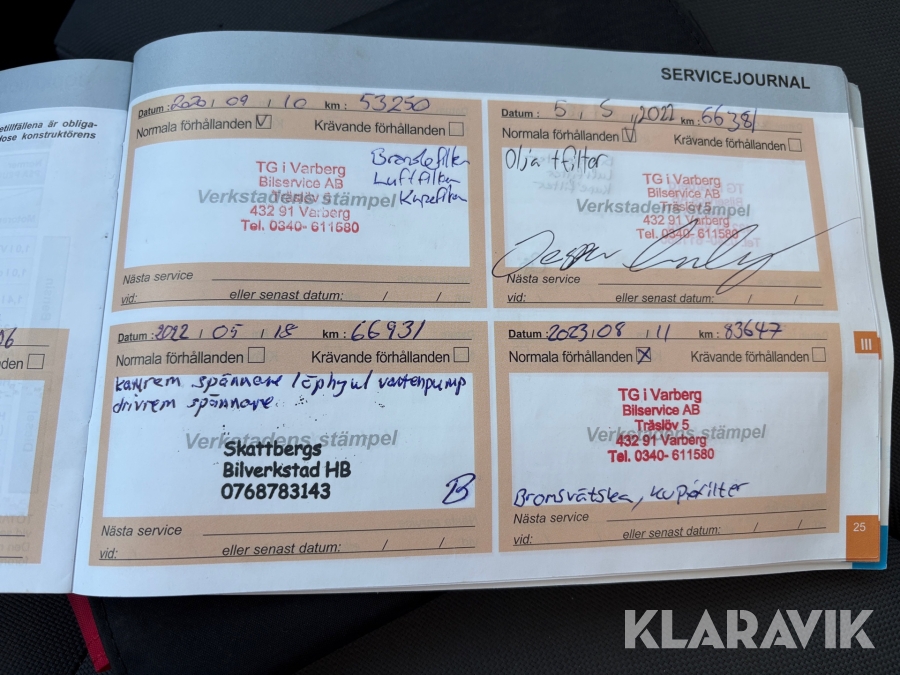 SERVICEJOURNAL
etillfällena är obliga-
dose konstruktörens
Datum : 2020 / 09 / 10 km : 53250
Normala förhållanden Krävande förhållanden
TG i Varberg
Bilservice AB
432 91 Varberg
Tel. 0340- 611580
Verkstadens stämpel
Bränslefilter
Luftfilter
Kupefilter
Nästa service
vid: eller senast datum: / /
Datum : 5 / 5 / 2022 km : 66381
Normala förhållanden Krävande förhållanden
Olja + filter
TG i Varberg
Bilservice AB
Träslöv 5
432 91 Varberg
Tel. 0340- 611580
Verkstadens stämpel
Nästa service
vid: eller senast datum: / /
Datum : 2022 / 05 / 18 km : 66931
Normala förhållanden Krävande förhållanden
kamrem spännare löphjul vattenpump
drivrem spännare
Verkstadens stämpel
Skattbergs
Bilverkstad HB
0768783143
B
Nästa service
vid: eller senast datum: / /
Datum : 2023 / 08 / 11 km : 83647
Normala förhållanden Krävande förhållanden
TG i Varberg
Bilservice AB
Träslöv 5
432 91 Varberg
Tel. 0340- 611580
Verkstadens stämpel
Bromsvätska, kupéfilter
Nästa service
vid: eller senast datum: / /
III
25
KLARAVIK